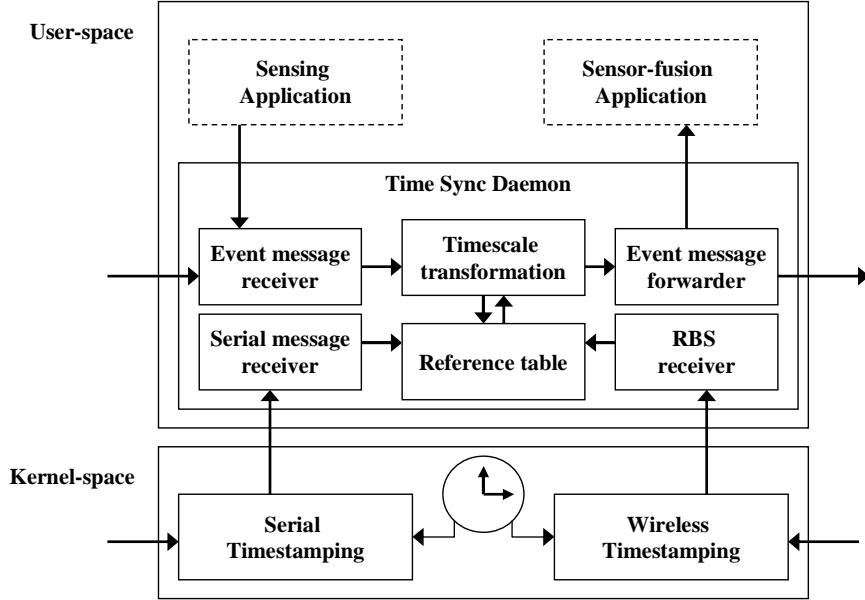 User-space
Sensing
Application
Sensor-fusion
Application
Time Sync Daemon
Event message
receiver
Timescale
transformation
Event message
forwarder
Serial message
receiver
Reference table
RBS
receiver
Kernel-space
Serial
Timestamping
Wireless
Timestamping